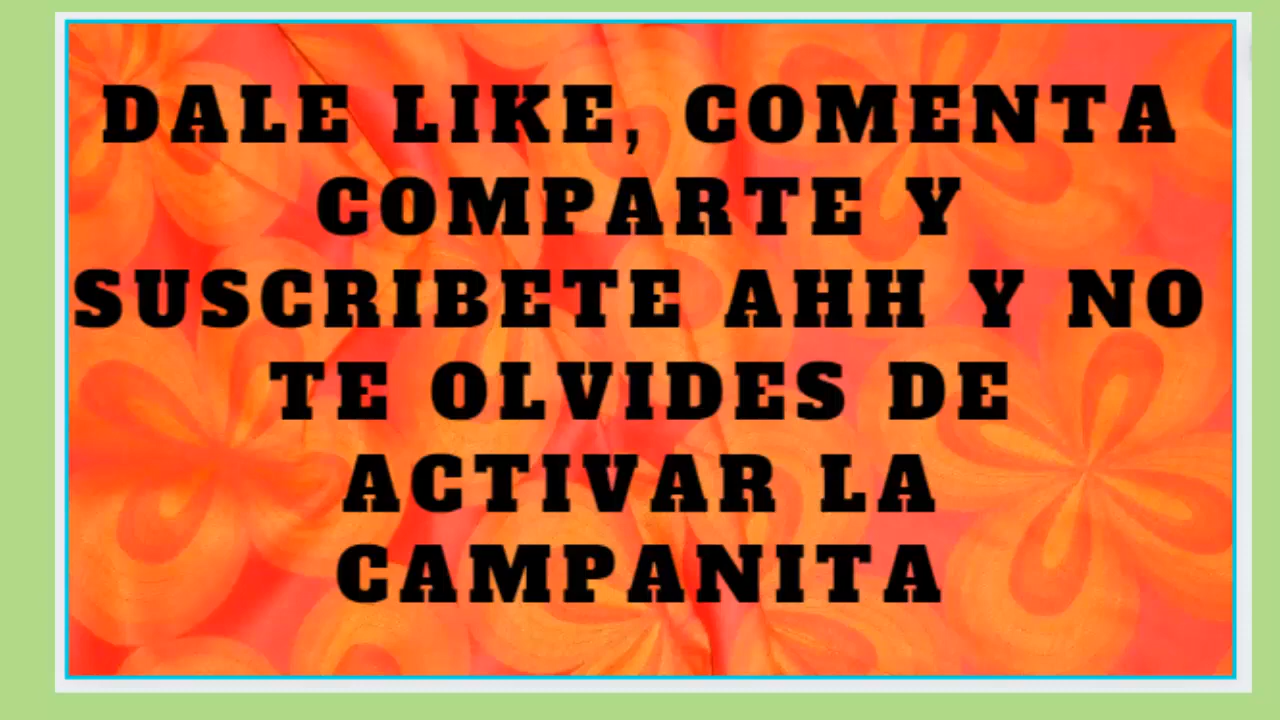 DALE LIKE, COMENTA
COMPARTE Y
SUSCRIBETE AHH Y NO
TE OLVIDES DE
ACTIVAR LA
CAMPANITA